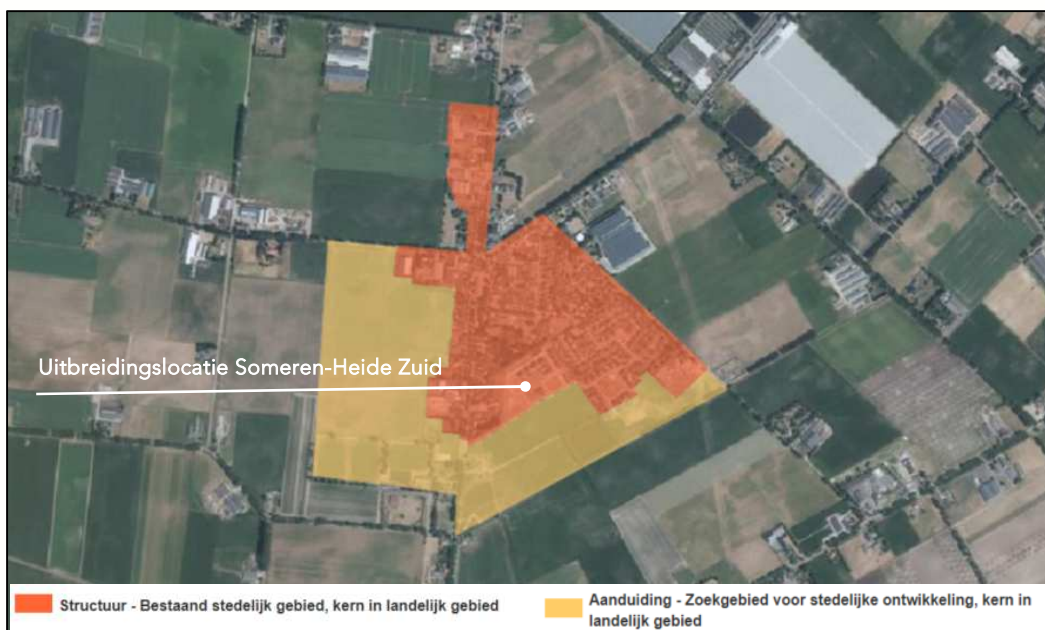 Uitbreidingslocatie Someren-Heide Zuid
Structuur - Bestaand stedelijk gebied, kern in landelijk gebied
Aanduiding - Zoekgebied voor stedelijke ontwikkeling, kern in
landelijk gebied